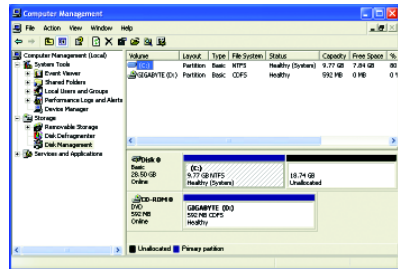 Computer Management
File Action View Window Help
Computer Management (Local)
System Tools
Event Viewer
Shared Folders
Local Users and Groups
Performance Logs and Alerts
Device Manager
Storage
Removable Storage
Disk Defragmenter
Disk Management
Services and Applications
Volume Layout Type File System Status Capacity Free Space %
(C:) Partition Basic NTFS Healthy (System) 9.77 GB 7.84 GB 80
GIGABYTE (D:) Partition Basic CDFS Healthy 592 MB 0 MB 0 %
Disk 0
Basic
28.50 GB
Online
(C:)
9.77 GB NTFS
Healthy (System)
18.74 GB
Unallocated
CD-ROM 0
DVD
592 MB
Online
GIGABYTE (D:)
592 MB CDFS
Healthy
Unallocated Primary partition